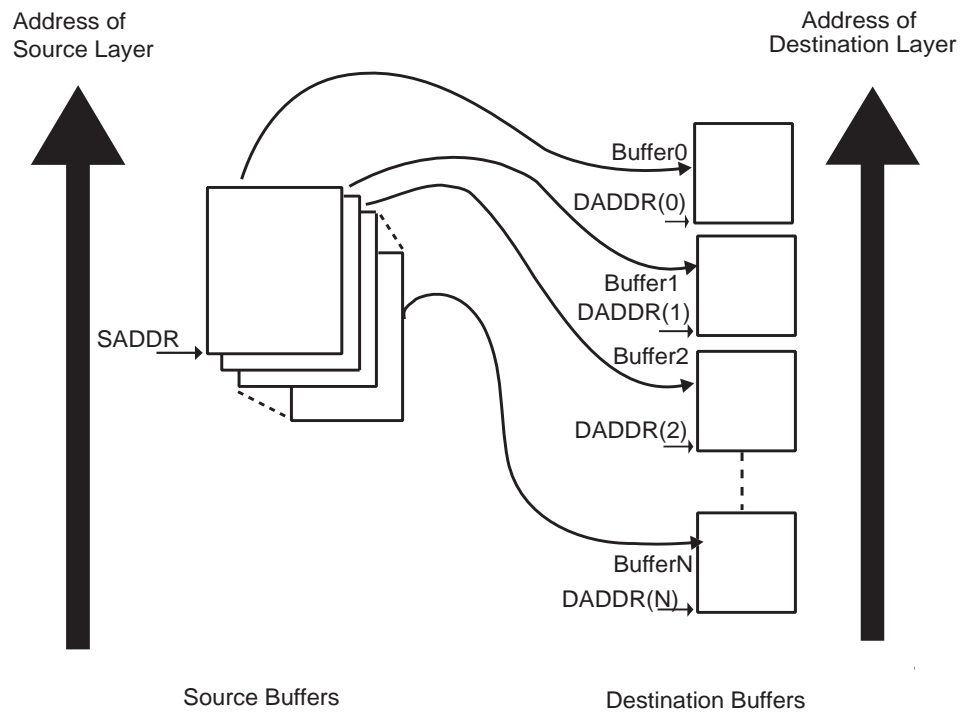 Address of
Source Layer
Address of
Destination Layer
Buffer0
DADDR(0)
Buffer1
DADDR(1)
SADDR
Buffer2
DADDR(2)
BufferN
DADDR(N)
Source Buffers
Destination Buffers